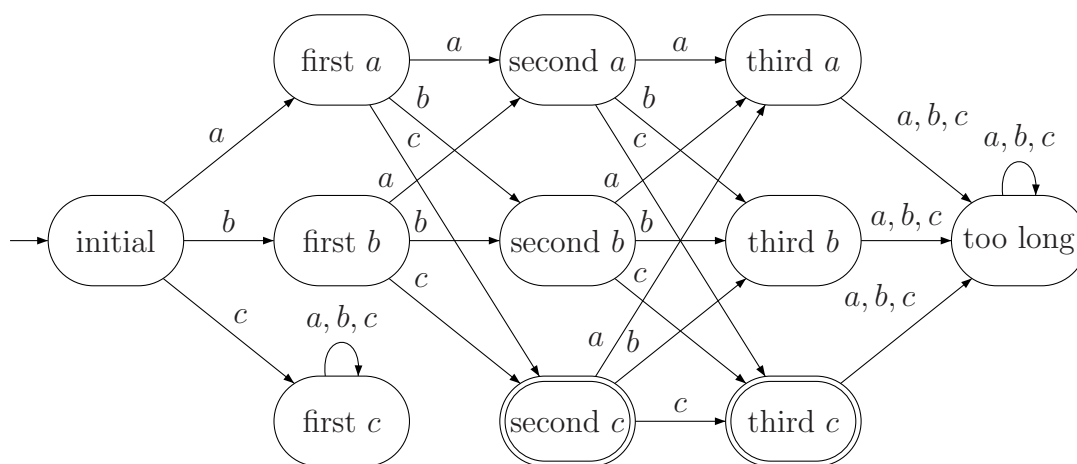 a a
first a second a third a
b b
c c a, b, c
a a, b, c
a a
b b b a, b, c
initial first b second b third b too long
c c
a, b, c
c a, b, c
a b
c
first c second c third c